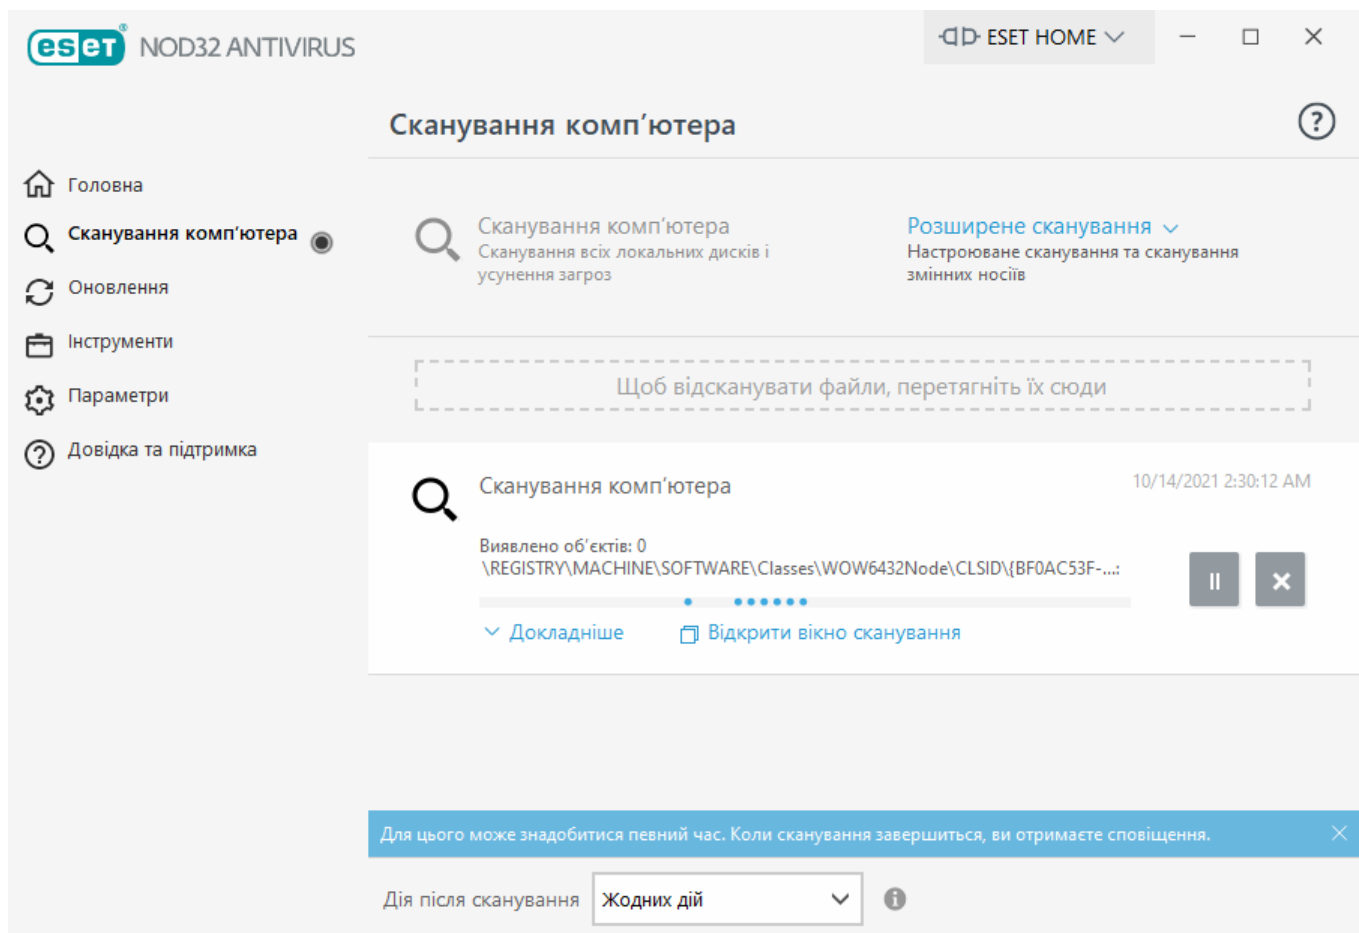 eset® NOD32 ANTIVIRUS
ESET HOME
Сканування комп'ютера
Головна
Сканування комп'ютера
Оновлення
Інструменти
Параметри
Довідка та підтримка
Сканування комп'ютера
Сканування всіх локальних дисків і
усунення загроз
Розширене сканування
Настроюване сканування та сканування
змінних носіїв
Щоб відсканувати файли, перетягніть їх сюди
Сканування комп'ютера
10/14/2021 2:30:12 AM
Виявлено об'єктів: 0
\REGISTRY\MACHINE\SOFTWARE\Classes\WOW6432Node\CLSID\{BF0AC53F-...:
Докладніше
Відкрити вікно сканування
Для цього може знадобитися певний час. Коли сканування завершиться, ви отримаєте сповіщення.
Дія після сканування
Жодних дій